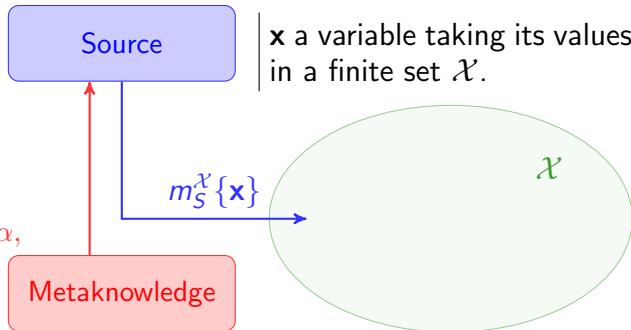 Source
x a variable taking its values
in a finite set 𝒳.
𝒳
m_S^𝒳{x}
α,
Metaknowledge